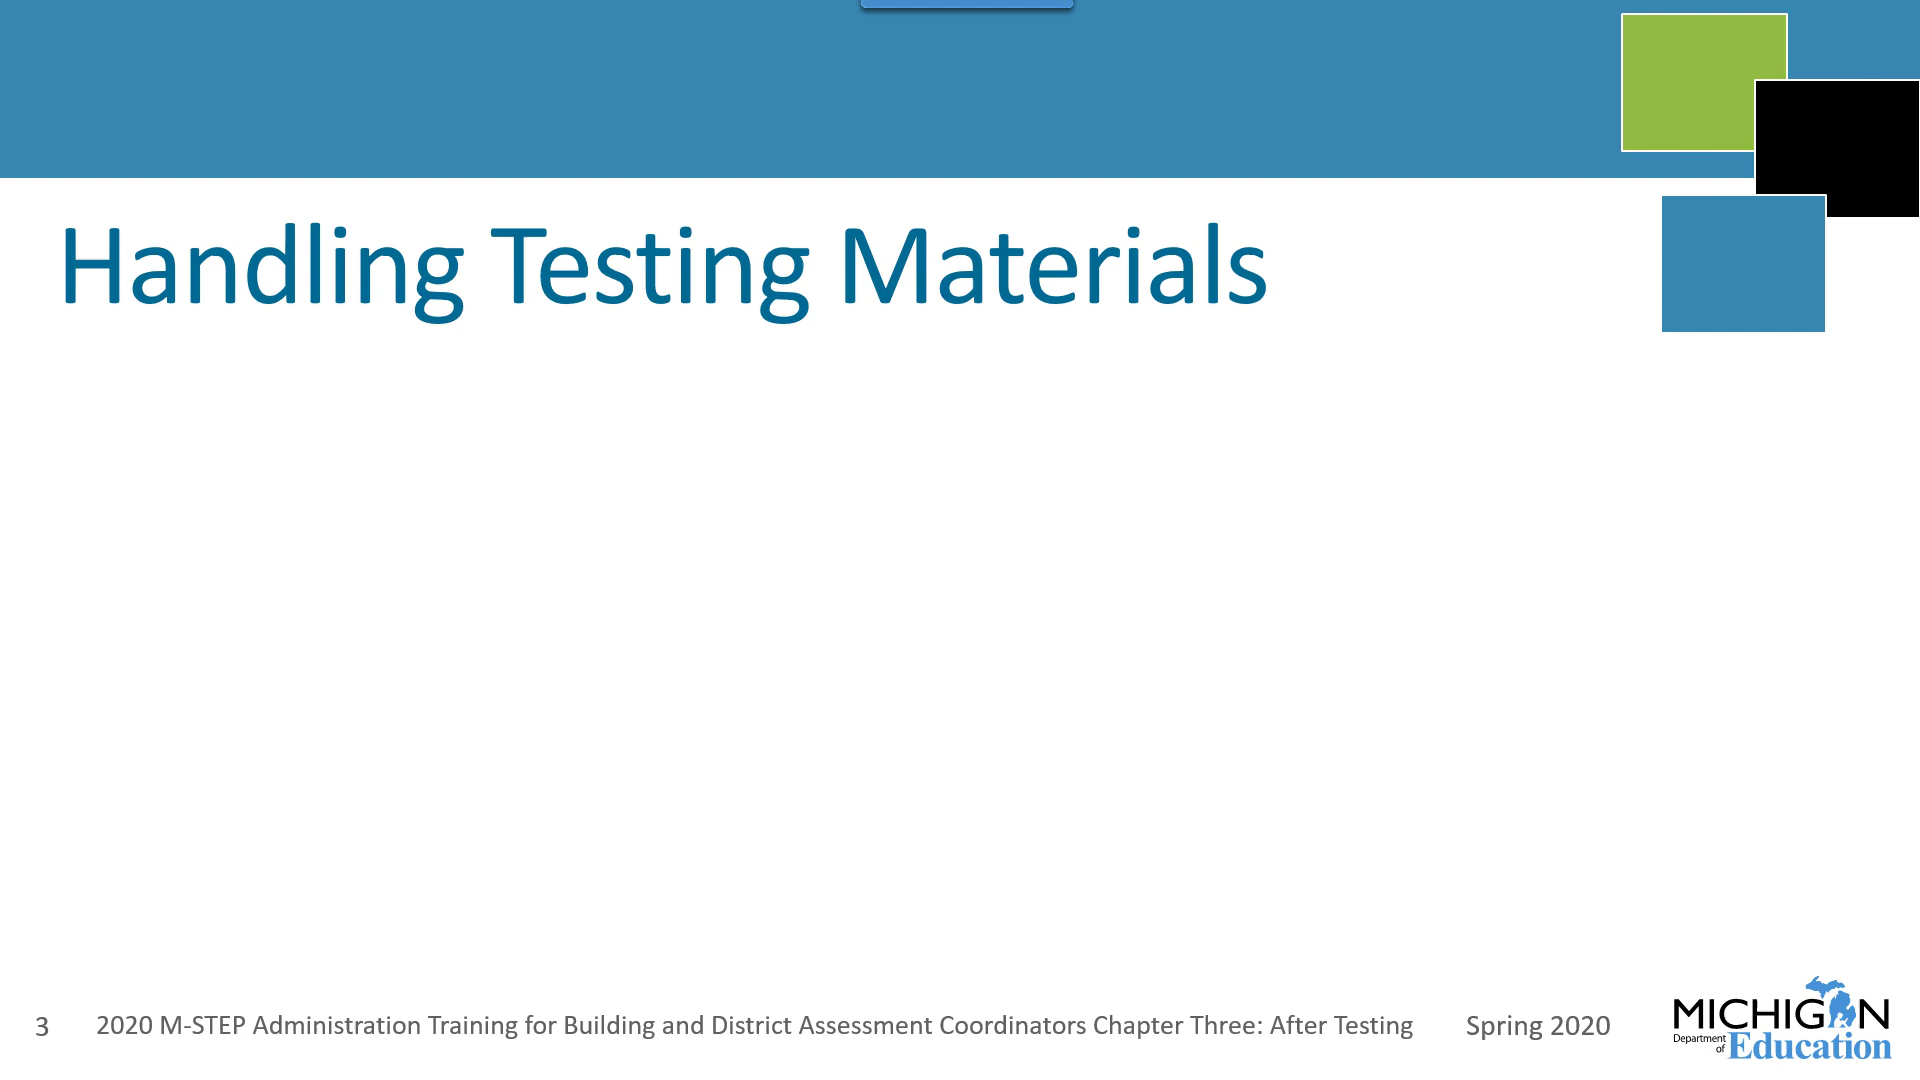 Handling Testing Materials
3 2020 M-STEP Administration Training for Building and District Assessment Coordinators Chapter Three: After Testing Spring 2020
MICHIGAN
Department
of Education